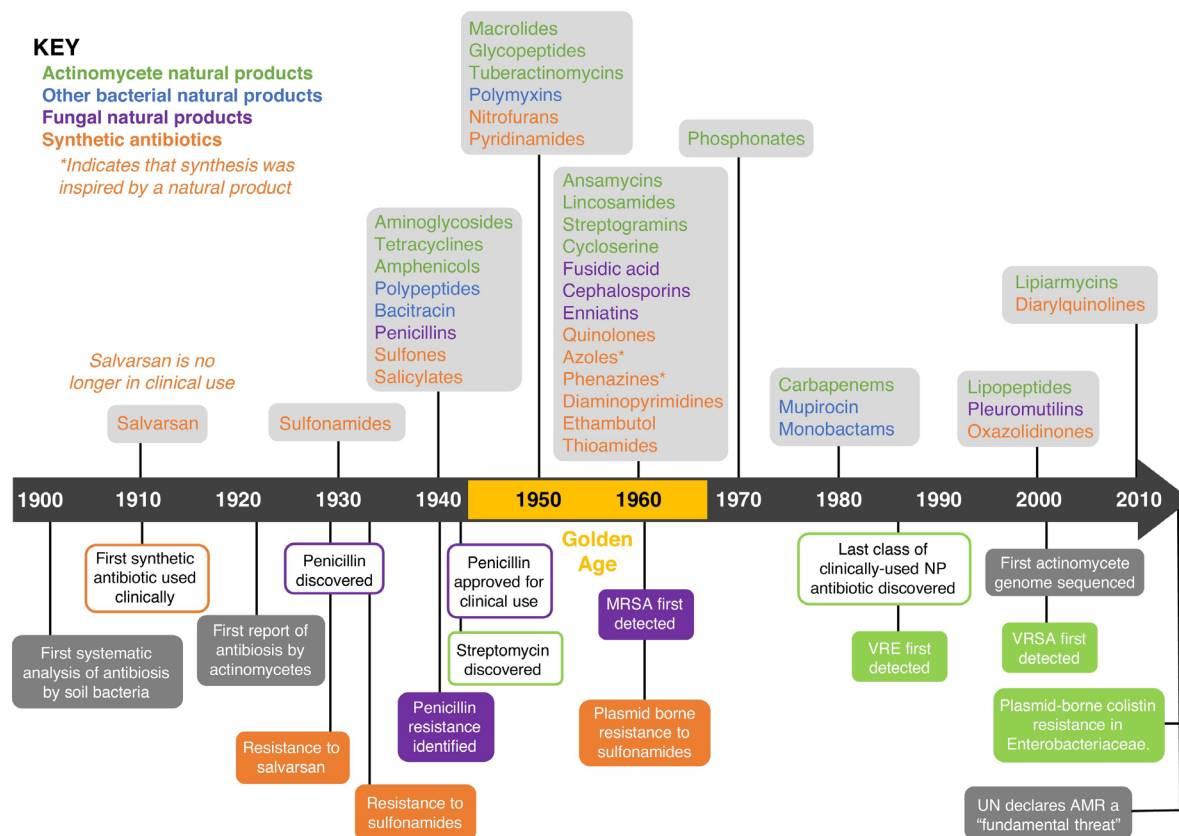 KEY
Actinomycete natural products
Other bacterial natural products
Fungal natural products
Synthetic antibiotics
*Indicates that synthesis was
inspired by a natural product
Salvarsan is no
longer in clinical use
Salvarsan
Sulfonamides
Aminoglycosides
Tetracyclines
Amphenicols
Polypeptides
Bacitracin
Penicillins
Sulfones
Salicylates
Macrolides
Glycopeptides
Tuberactinomycins
Polymyxins
Nitrofurans
Pyridinamides
Ansamycins
Lincosamides
Streptogramins
Cycloserine
Fusidic acid
Cephalosporins
Enniatins
Quinolones
Azoles*
Phenazines*
Diaminopyrimidines
Ethambutol
Thioamides
Phosphonates
Carbapenems
Mupirocin
Monobactams
Lipopeptides
Pleuromutilins
Oxazolidinones
Lipiarmycins
Diarylquinolines
1900 1910 1920 1930 1940 1950 1960 1970 1980 1990 2000 2010
Golden
Age
First systematic
analysis of antibiosis
by soil bacteria
First synthetic
antibiotic used
clinically
First report of
antibiosis by
actinomycetes
Penicillin
discovered
Resistance to
salvarsan
Resistance to
sulfonamides
Penicillin
resistance
identified
Penicillin
approved for
clinical use
Streptomycin
discovered
MRSA first
detected
Plasmid borne
resistance to
sulfonamides
Last class of
clinically-used NP
antibiotic discovered
VRE first
detected
First actinomycete
genome sequenced
VRSA first
detected
Plasmid-borne colistin
resistance in
Enterobacteriaceae.
UN declares AMR a
“fundamental threat”